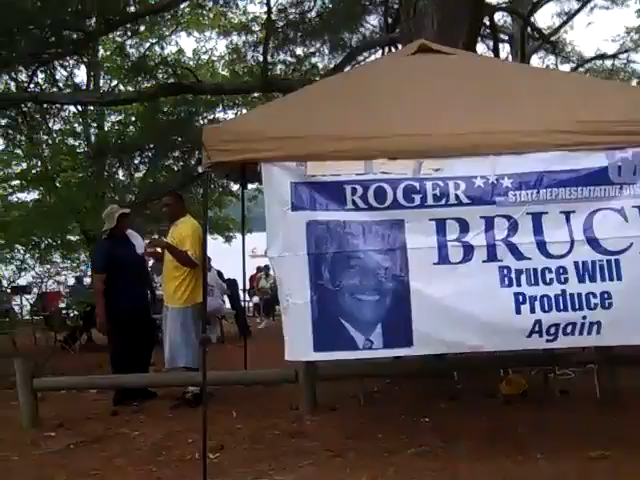 ROGER STATE REPRESENTATIVE
BRUC
Bruce Will
Produce
Again